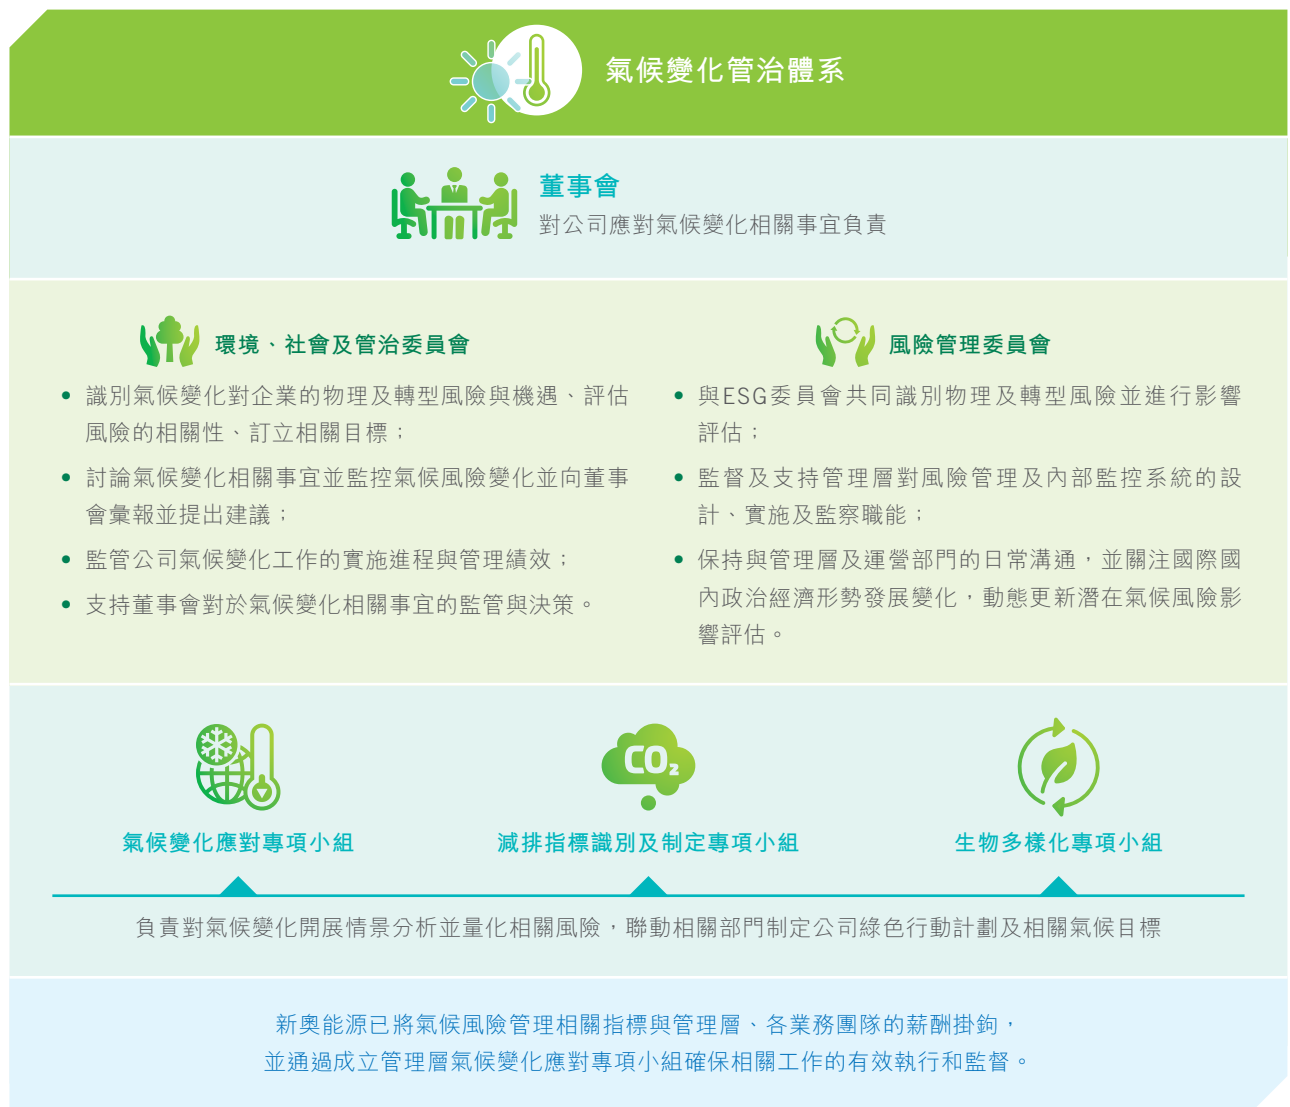 氣候變化管治體系
董事會
對公司應對氣候變化相關事宜負責
環境、社會及管治委員會
• 識別氣候變化對企業的物理及轉型風險與機遇、評估
風險的相關性、訂立相關目標；
• 討論氣候變化相關事宜並監控氣候風險變化並向董事
會彙報並提出建議；
• 監管公司氣候變化工作的實施進程與管理績效；
• 支持董事會對於氣候變化相關事宜的監管與決策。
風險管理委員會
• 與ESG委員會共同識別物理及轉型風險並進行影響
評估；
• 監督及支持管理層對風險管理及內部監控系統的設
計、實施及監察職能；
• 保持與管理層及運營部門的日常溝通，並關注國際國
內政治經濟形勢發展變化，動態更新潛在氣候風險影
響評估。
CO₂
氣候變化應對專項小組
減排指標識別及制定專項小組
生物多樣化專項小組
負責對氣候變化開展情景分析並量化相關風險，聯動相關部門制定公司綠色行動計劃及相關氣候目標
新奧能源已將氣候風險管理相關指標與管理層、各業務團隊的薪酬掛鉤，
並通過成立管理層氣候變化應對專項小組確保相關工作的有效執行和監督。